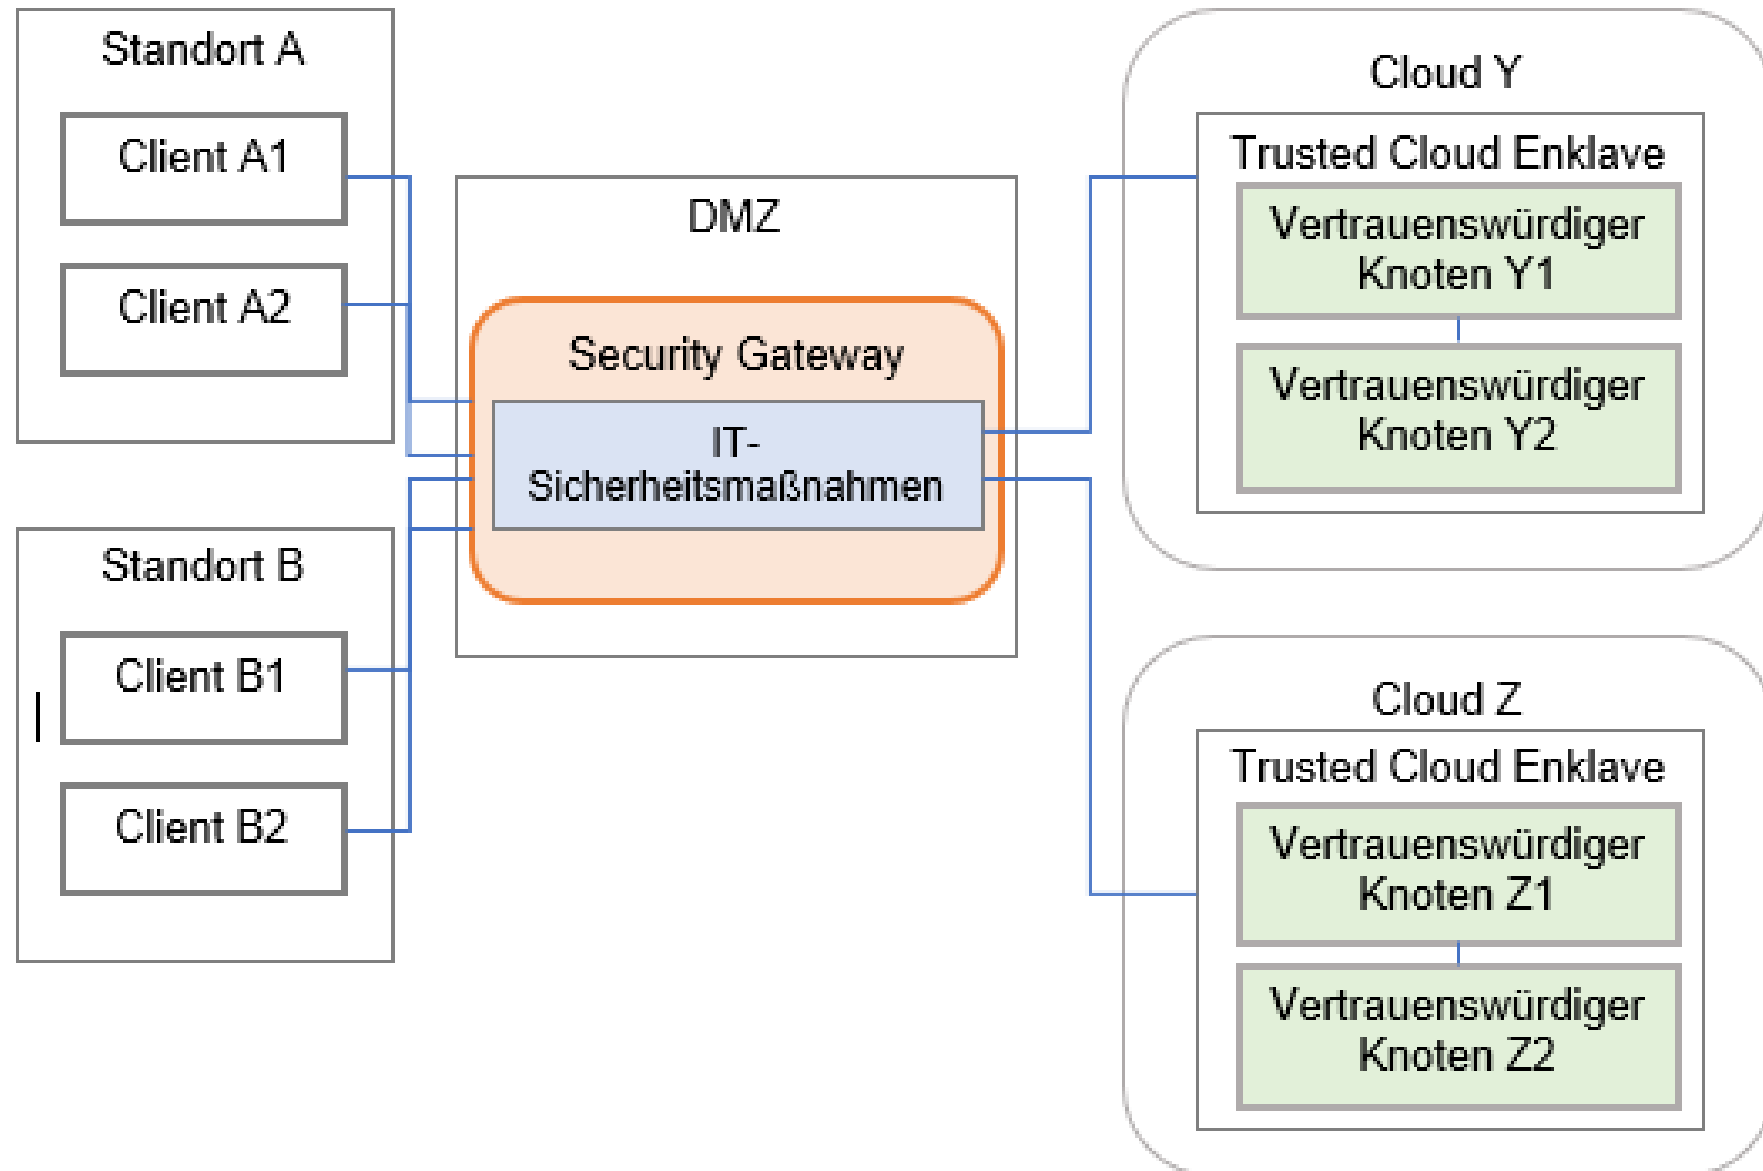 Standort A
Client A1
Client A2
Standort B
Client B1
Client B2
DMZ
Security Gateway
IT-
Sicherheitsmaßnahmen
Cloud Y
Trusted Cloud Enklave
Vertrauenswürdiger
Knoten Y1
Vertrauenswürdiger
Knoten Y2
Cloud Z
Trusted Cloud Enklave
Vertrauenswürdiger
Knoten Z1
Vertrauenswürdiger
Knoten Z2